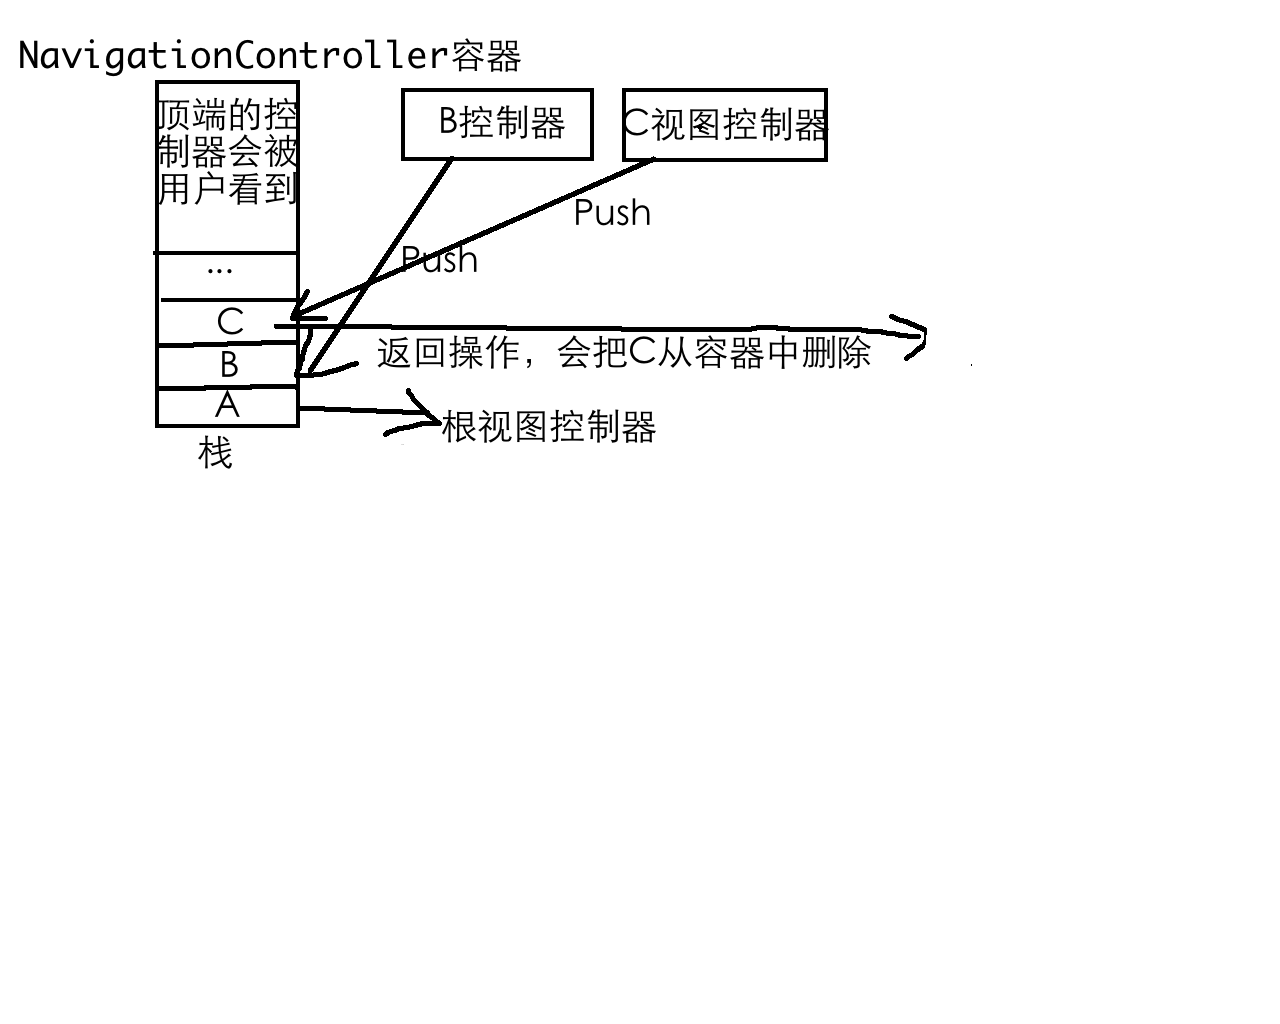 NavigationController容器
顶端的控
制器会被
用户看到
B控制器
C视图控制器
Push
Push
...
C
返回操作，会把C从容器中删除
B
A
根视图控制器
栈